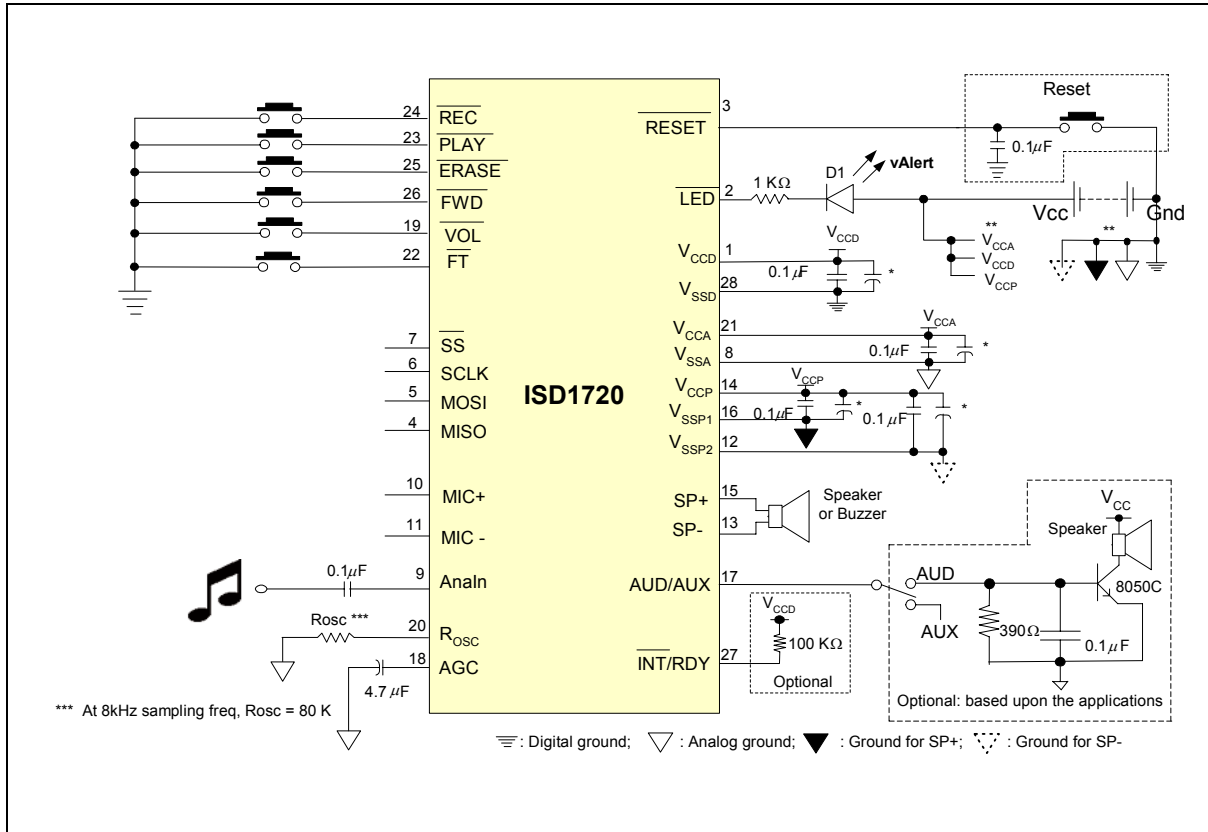 Reset
24
REC
3
23
PLAY
RESET
0.1μF
25
ERASE
D1
vAlert
26
FWD
1 KΩ
2
LED
Vcc
Gnd
19
VOL
**
**
VCCA
VCCD
VCCP
22
FT
VCCD
1
VCCD
0.1μF
*
28
VSSD
7
SS
21
VCCA
VCCA
6
SCLK
8
VSSA
0.1μF
*
ISD1720
5
MOSI
14
VCCP
VCCP
4
MISO
16
VSSP1
0.1μF
*
0.1μF
*
12
VSSP2
10
MIC+
15
SP+
Speaker
or Buzzer
11
MIC -
13
SP-
VCC
Speaker
0.1μF
9
AnaIn
AUD/AUX
17
AUD
8050C
AUX
Rosc ***
20
ROSC
VCCD
100 KΩ
390Ω
0.1μF
18
AGC
INT/RDY
27
4.7 μF
Optional
Optional: based upon the applications
*** At 8kHz sampling freq, Rosc = 80 K
: Digital ground; : Analog ground; : Ground for SP+; : Ground for SP-